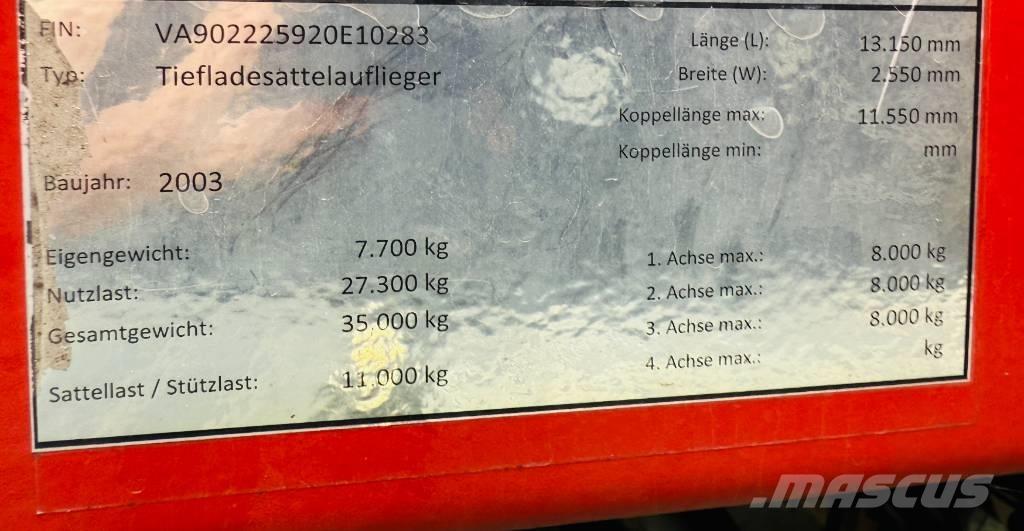 FIN: VA902225920E10283
Typ: Tiefladesattelauflieger
Baujahr: 2003
Eigengewicht: 7.700 kg
Nutzlast: 27.300 kg
Gesamtgewicht: 35.000 kg
Sattellast / Stützlast: 11.000 kg
Länge (L): 13.150 mm
Breite (W): 2.550 mm
Koppellänge max: 11.550 mm
Koppellänge min: mm
1. Achse max.: 8.000 kg
2. Achse max.: 8.000 kg
3. Achse max.: 8.000 kg
4. Achse max.: kg
.MASCUS